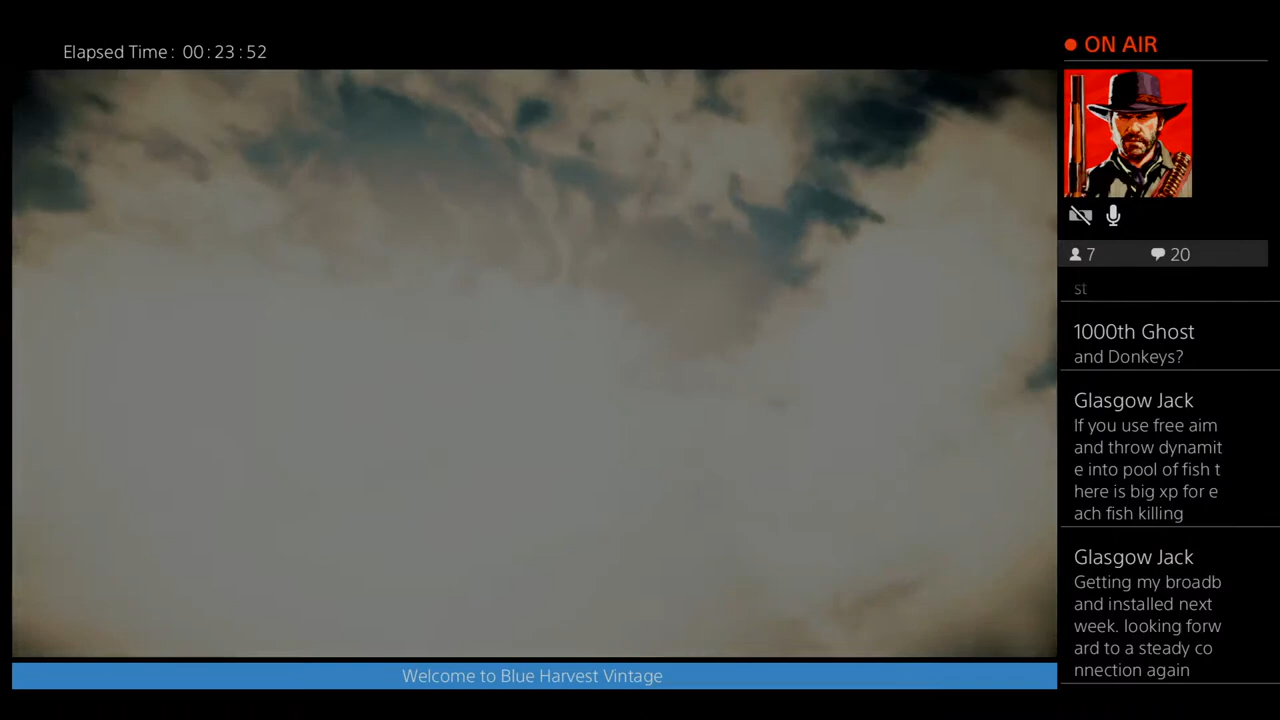 Elapsed Time: 00:23:52
ON AIR
7
20
st
1000th Ghost
and Donkeys?
Glasgow Jack
If you use free aim
and throw dynamit
e into pool of fish t
here is big xp for e
ach fish killing
Glasgow Jack
Getting my broadb
and installed next
week. looking forw
ard to a steady co
nnection again
Welcome to Blue Harvest Vintage